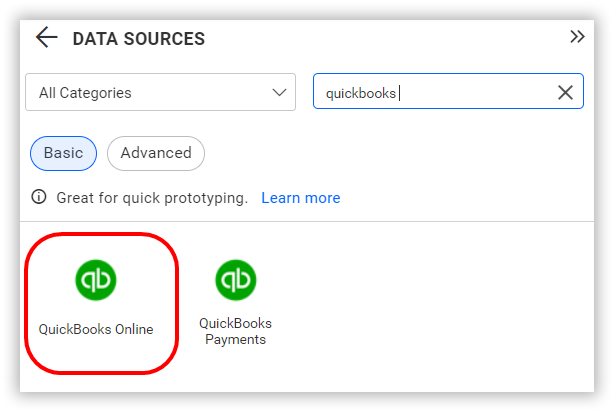 DATA SOURCES
All Categories
quickbooks
Basic
Advanced
Great for quick prototyping. Learn more
qb
QuickBooks Online
qb
QuickBooks
Payments